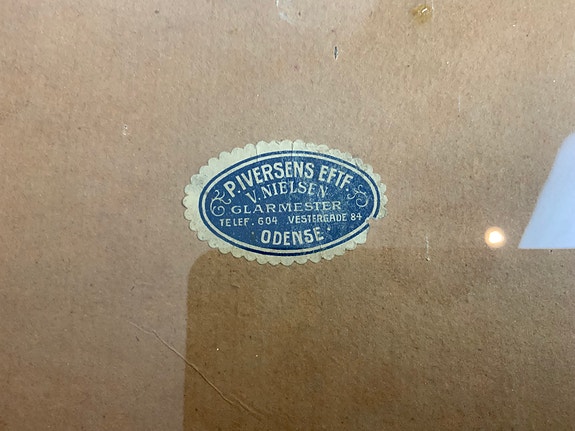 P. IVERSENS EFTF.
V. NIELSEN
GLARMESTER
TELEF. 604 VESTERGADE 84
ODENSE